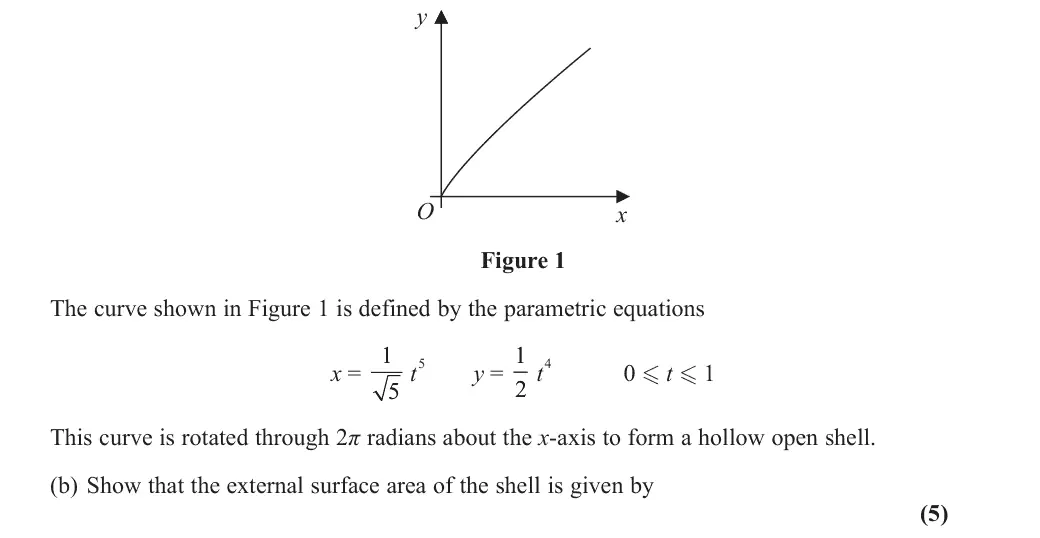 y
O
x
Figure 1
The curve shown in Figure 1 is defined by the parametric equations
x = 1/√5 t⁵ y = 1/2 t⁴ 0 ⩽ t ⩽ 1
This curve is rotated through 2π radians about the x-axis to form a hollow open shell.
(b) Show that the external surface area of the shell is given by
(5)